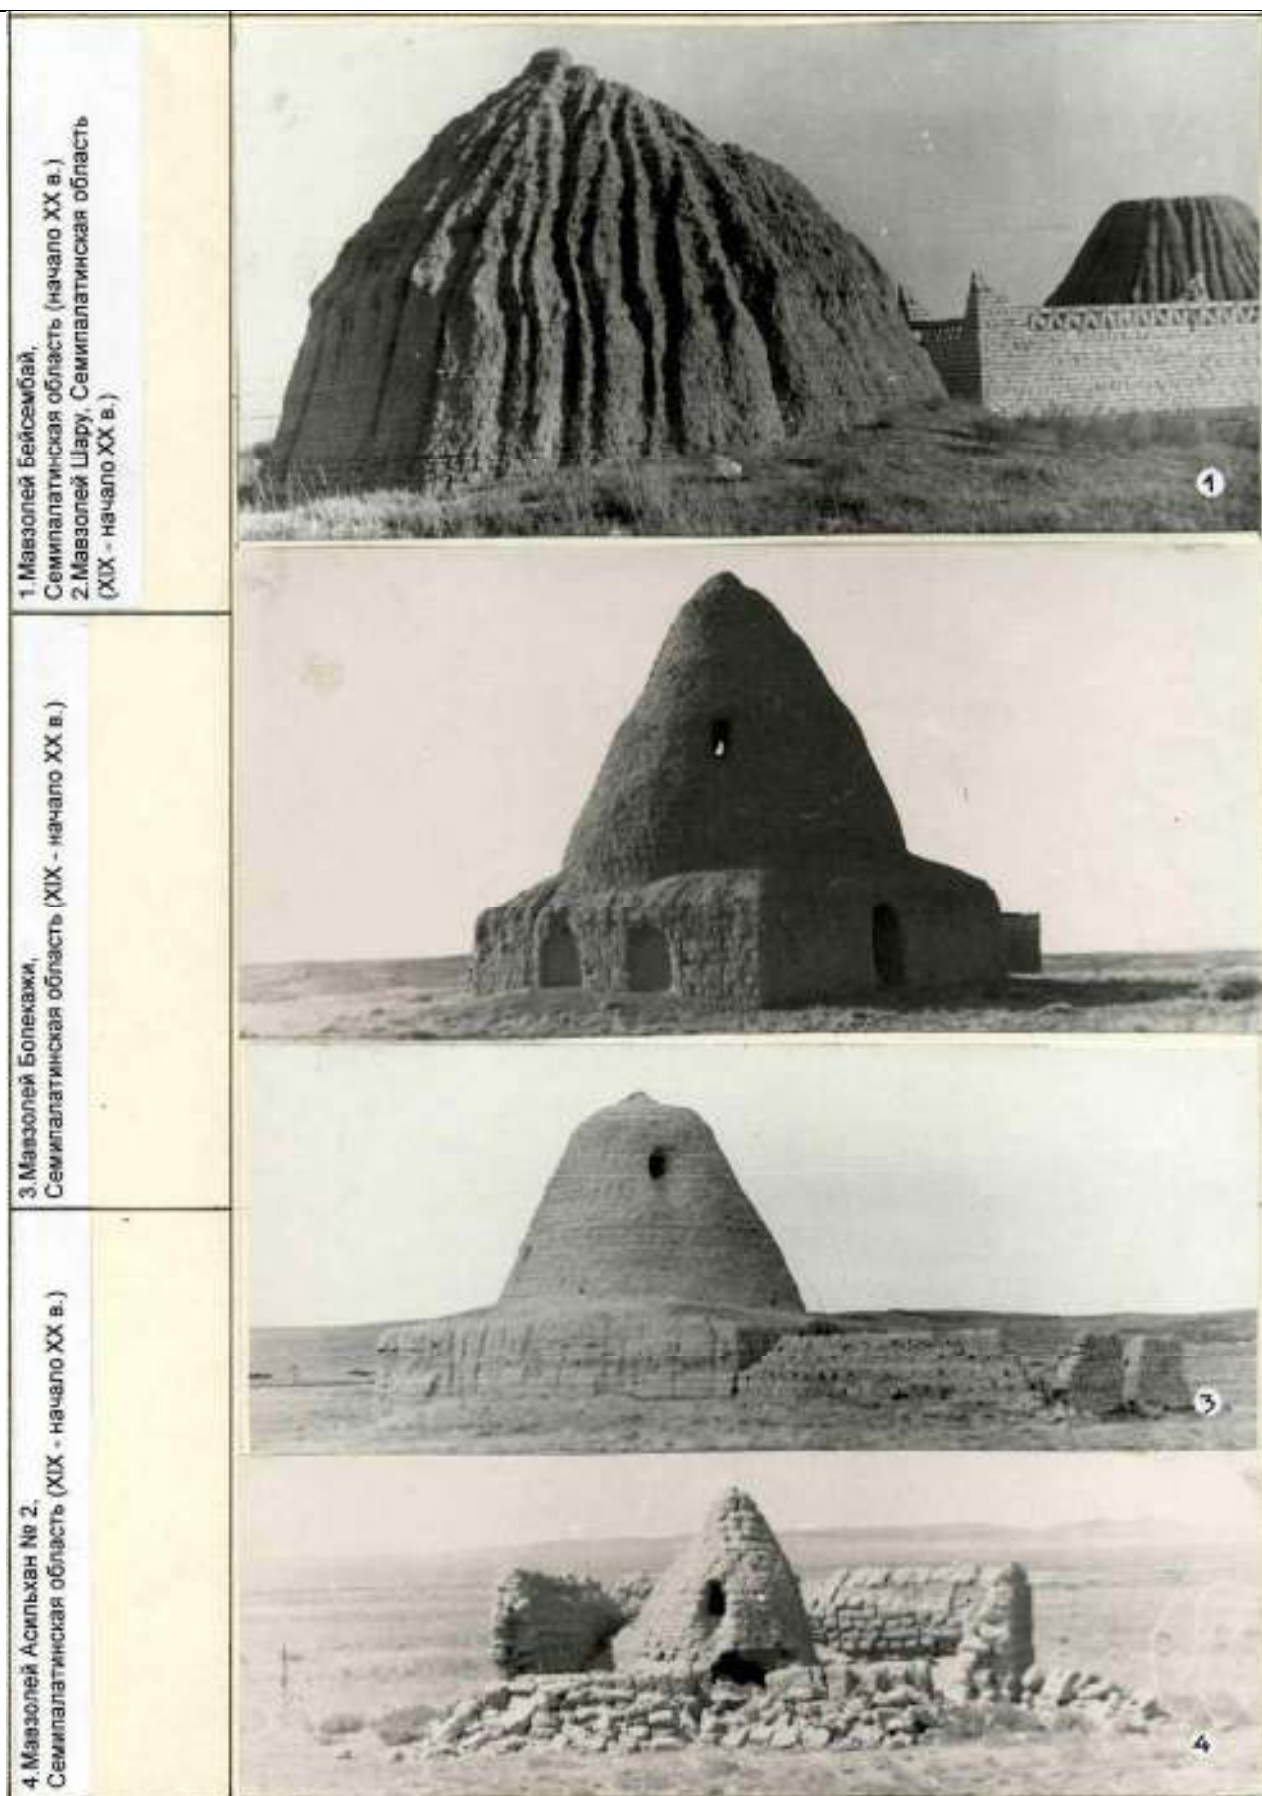 1.Мавзолей Бейсембай,
Семипалатинская область (начало XX в.)
2.Мавзолей Шару, Семипалатинская область
(XIX - начало XX в.)
3.Мавзолей Болекажи,
Семипалатинская область (XIX - начало XX в.)
4.Мавзолей Асильхан № 2,
Семипалатинская область (XIX - начало XX в.)
1
3
4